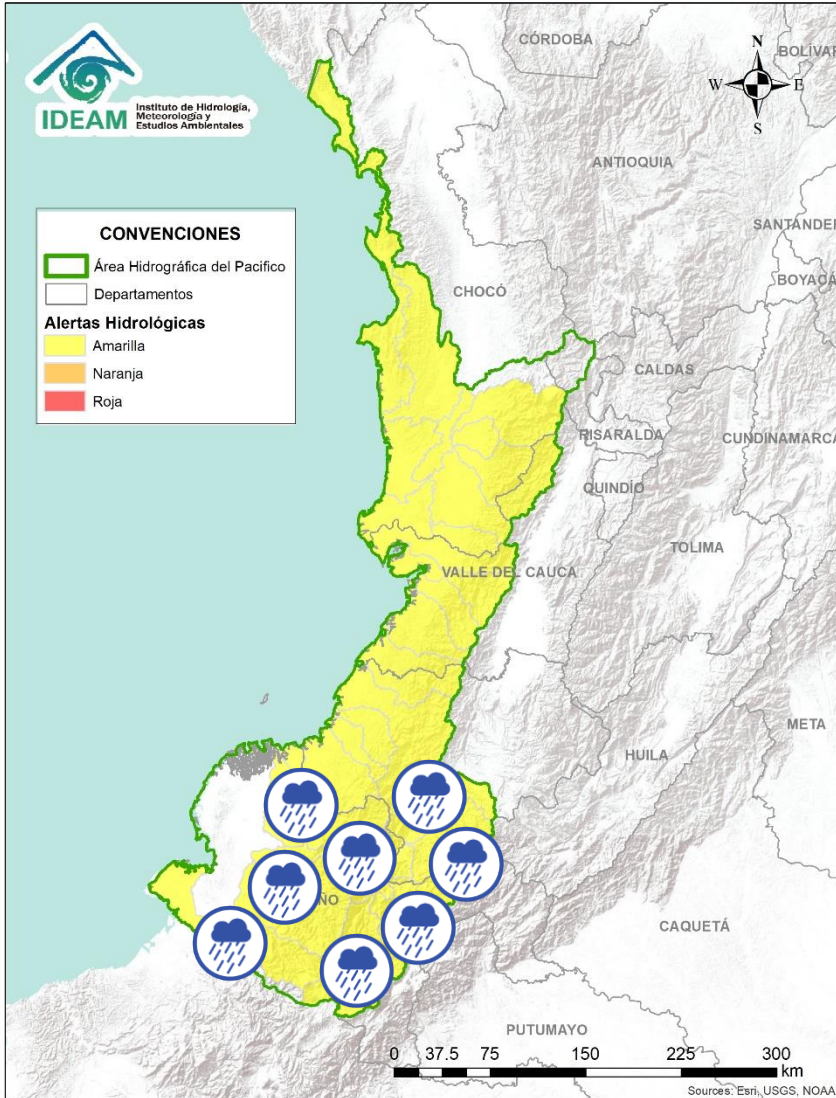 CÓRDOBA
BOLÍVAR
N
W
E
S
IDEAM
Instituto de Hidrología,
Meteorología y
Estudios Ambientales
ANTIOQUIA
CONVENCIONES
Área Hidrográfica del Pacifico
Departamentos
Alertas Hidrológicas
Amarilla
Naranja
Roja
SANTANDER
BOYACÁ
CHOCÓ
CALDAS
RISARALDA
CUNDINAMARCA
QUINDÍO
TOLIMA
VALLE DEL CAUCA
META
HUILA
ÑO
CAQUETÁ
PUTUMAYO
0 37.5 75 150 225 300
km
Sources: Esri, USGS, NOAA